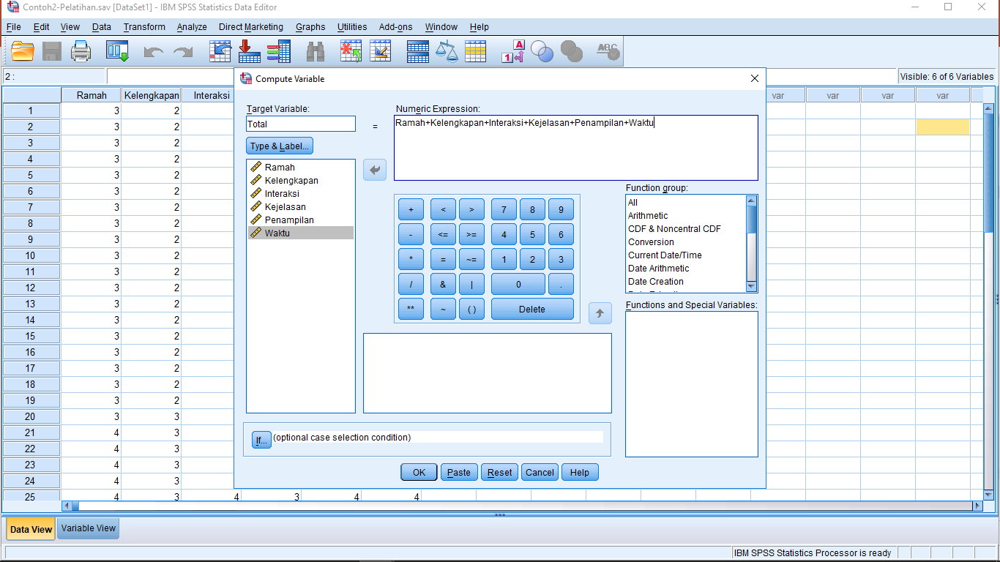 Contoh2-Pelatihan.sav [DataSet1] - IBM SPSS Statistics Data Editor
File Edit View Data Transform Analyze Direct Marketing Graphs Utilities Add-ons Window Help
A
1
ABC
2 :
Visible: 6 of 6 Variables
Ramah Kelengkapan Interaksi var var var var
1 3 2
2 3 2
3 3 2
4 3 2
5 3 2
6 3 2
7 3 2
8 3 2
9 3 2
10 3 2
11 3 2
12 3 2
13 3 2
14 3 2
15 3 2
16 3 2
17 3 2
18 3 2
19 3 2
20 3 3
21 4 3
22 4 3
23 4 3
24 4 3
25 4 3 4 3 4 4
Compute Variable
Target Variable:
Total
=
Numeric Expression:
Ramah+Kelengkapan+Interaksi+Kejelasan+Penampilan+Waktu
Type & Label...
Ramah
Kelengkapan
Interaksi
Kejelasan
Penampilan
Waktu
+ < > 7 8 9
- <= >= 4 5 6
* = ~= 1 2 3
/ & | 0 .
** ~ ( ) Delete
Function group:
All
Arithmetic
CDF & Noncentral CDF
Conversion
Current Date/Time
Date Arithmetic
Date Creation
Functions and Special Variables:
If... (optional case selection condition)
OK Paste Reset Cancel Help
Data View Variable View
IBM SPSS Statistics Processor is ready